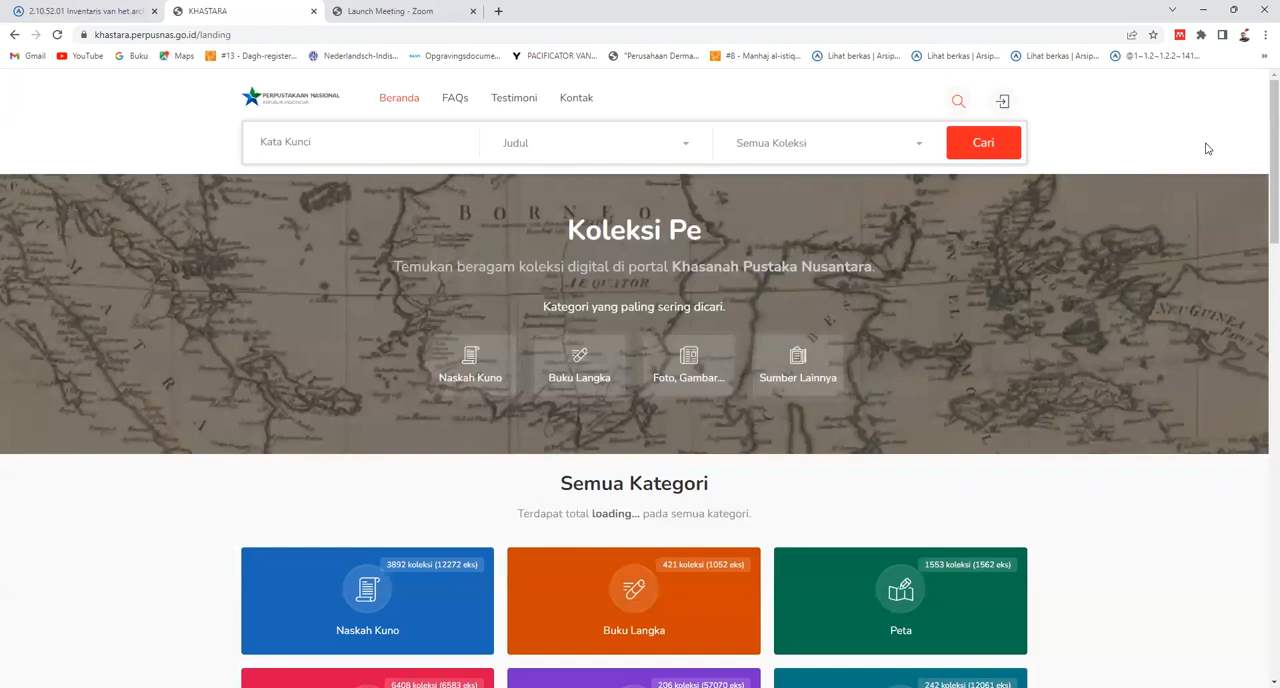 2.10.52.01 Inventaris van het arch
KHASTARA
Launch Meeting - Zoom
khastara.perpusnas.go.id/landing
Gmail
YouTube
Buku
Maps
#13 - Dagh-register...
Nederlandsch-Indis...
Opgravingsdocume...
PACIFICATOR VAN...
"Perusahaan Derma...
#8 - Manhaj al-istiq...
Lihat berkas | Arsip...
Lihat berkas | Arsip...
Lihat berkas | Arsip...
@1~1.2~1.2.2~141...
PERPUSTAKAAN NASIONAL
REPUBLIK INDONESIA
Beranda
FAQs
Testimoni
Kontak
Kata Kunci
Judul
Semua Koleksi
Cari
BORNEO
Koleksi Pe
Temukan beragam koleksi digital di portal Khasanah Pustaka Nusantara.
EQUATOR
Kategori yang paling sering dicari.
NEW GUINEA
Naskah Kuno
Buku Langka
Foto, Gambar...
Sumber Lainnya
Semua Kategori
Terdapat total loading... pada semua kategori.
3892 koleksi (12272 eks)
Naskah Kuno
421 koleksi (1052 eks)
Buku Langka
1553 koleksi (1562 eks)
Peta
6408 koleksi (6583 eks)
206 koleksi (57070 eks)
242 koleksi (12061 eks)